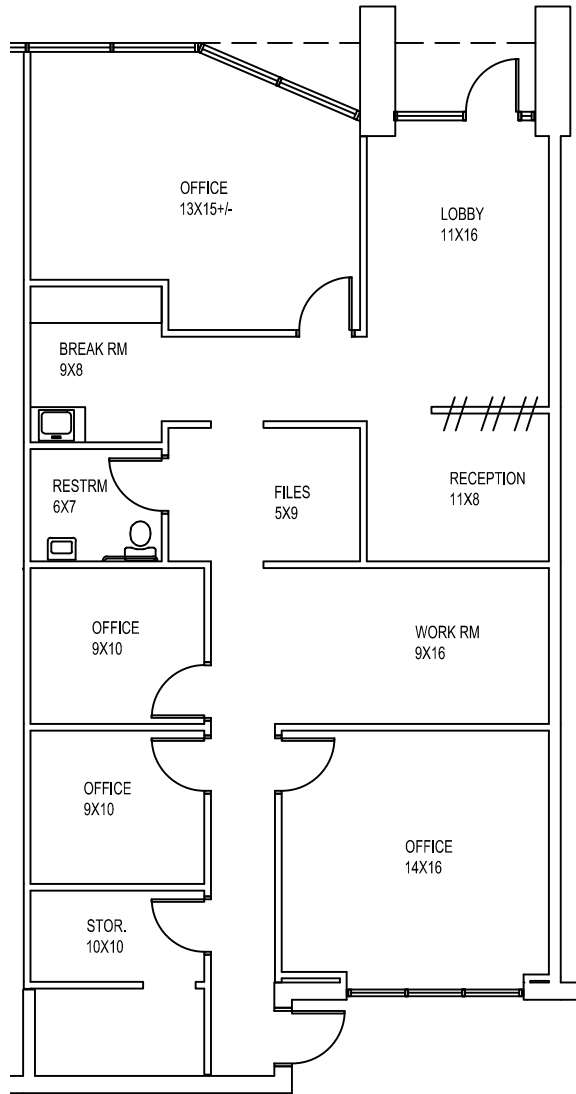 OFFICE
13X15+/-
LOBBY
11X16
BREAK RM
9X8
RESTRM
6X7
FILES
5X9
RECEPTION
11X8
OFFICE
9X10
WORK RM
9X16
OFFICE
9X10
OFFICE
14X16
STOR.
10X10